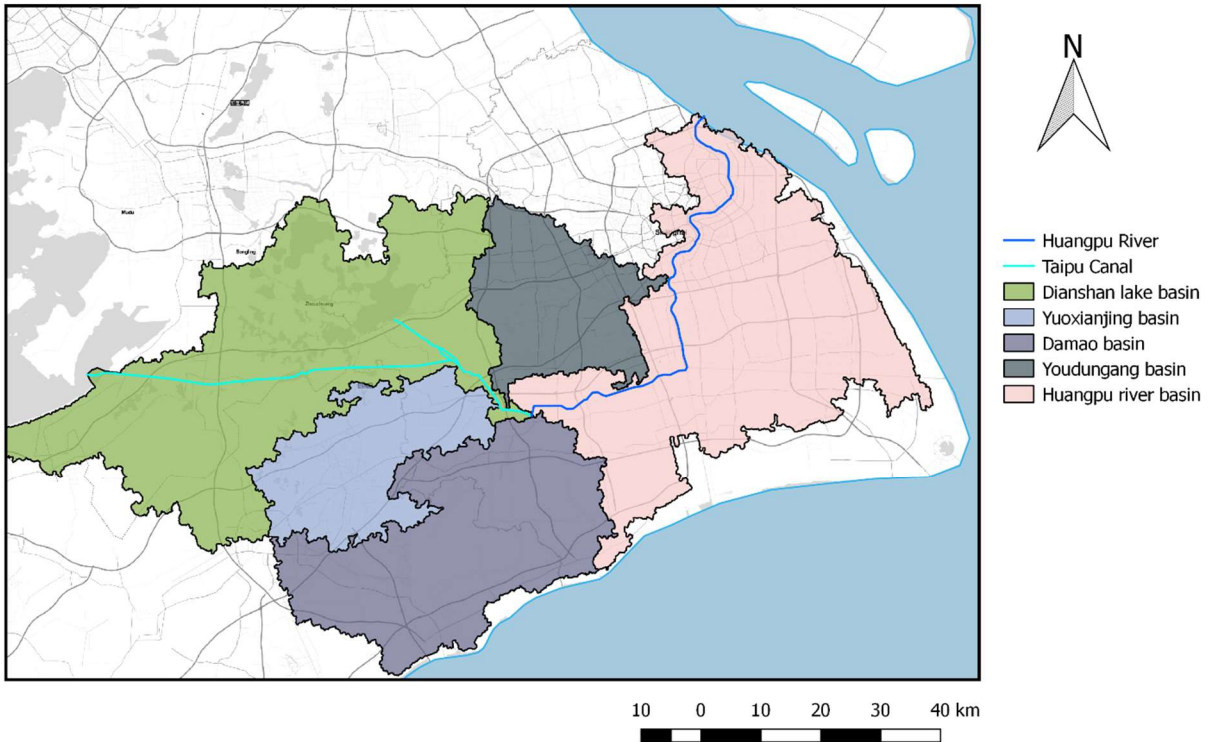 N
Huangpu River
Taipu Canal
Dianshan lake basin
Yuoxianjing basin
Damao basin
Youdungang basin
Huangpu river basin
10 0 10 20 30 40 km